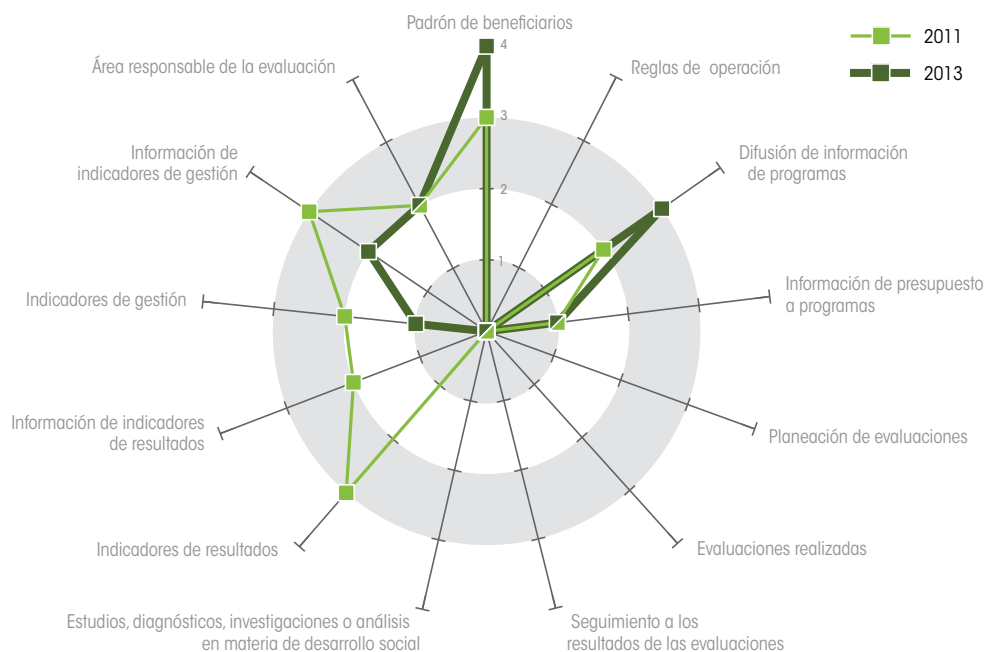 Padrón de beneficiarios
4
3
2
1
2011
2013
Reglas de operación
Difusión de información
de programas
Información de presupuesto
a programas
Planeación de evaluaciones
Evaluaciones realizadas
Seguimiento a los
resultados de las evaluaciones
Estudios, diagnósticos, investigaciones o análisis
en materia de desarrollo social
Indicadores de resultados
Información de indicadores
de resultados
Indicadores de gestión
Información de
indicadores de gestión
Área responsable de la evaluación